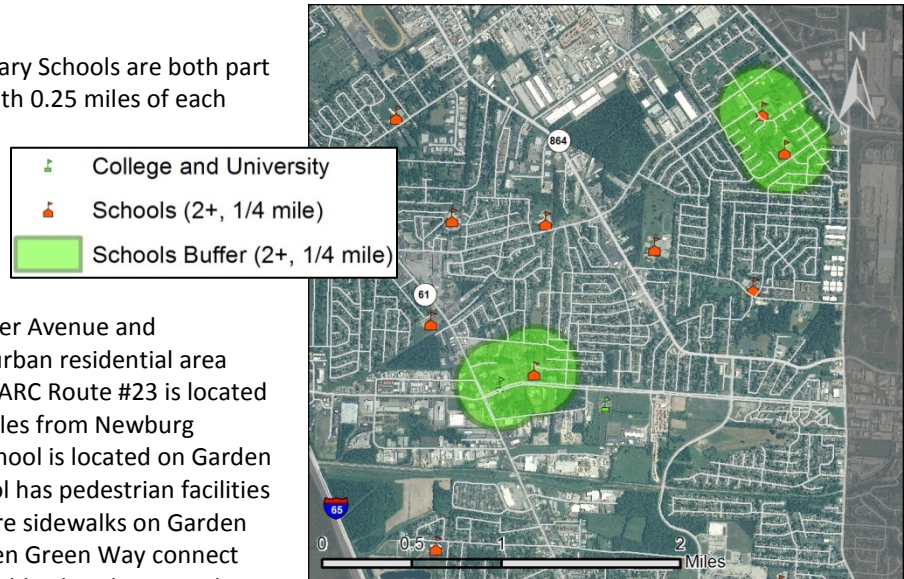 ary Schools are both part
th 0.25 miles of each
College and University
Schools (2+, 1/4 mile)
Schools Buffer (2+, 1/4 mile)
er Avenue and
urban residential area
ARC Route #23 is located
les from Newburg
hool is located on Garden
ol has pedestrian facilities
re sidewalks on Garden
en Green Way connect
N
864
61
65
0 0.5 1 2
Miles